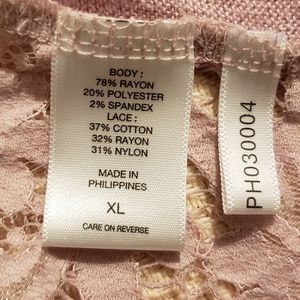 BODY :
78% RAYON
20% POLYESTER
2% SPANDEX
LACE :
37% COTTON
32% RAYON
31% NYLON
MADE IN
PHILIPPINES
XL
CARE ON REVERSE
PH030004